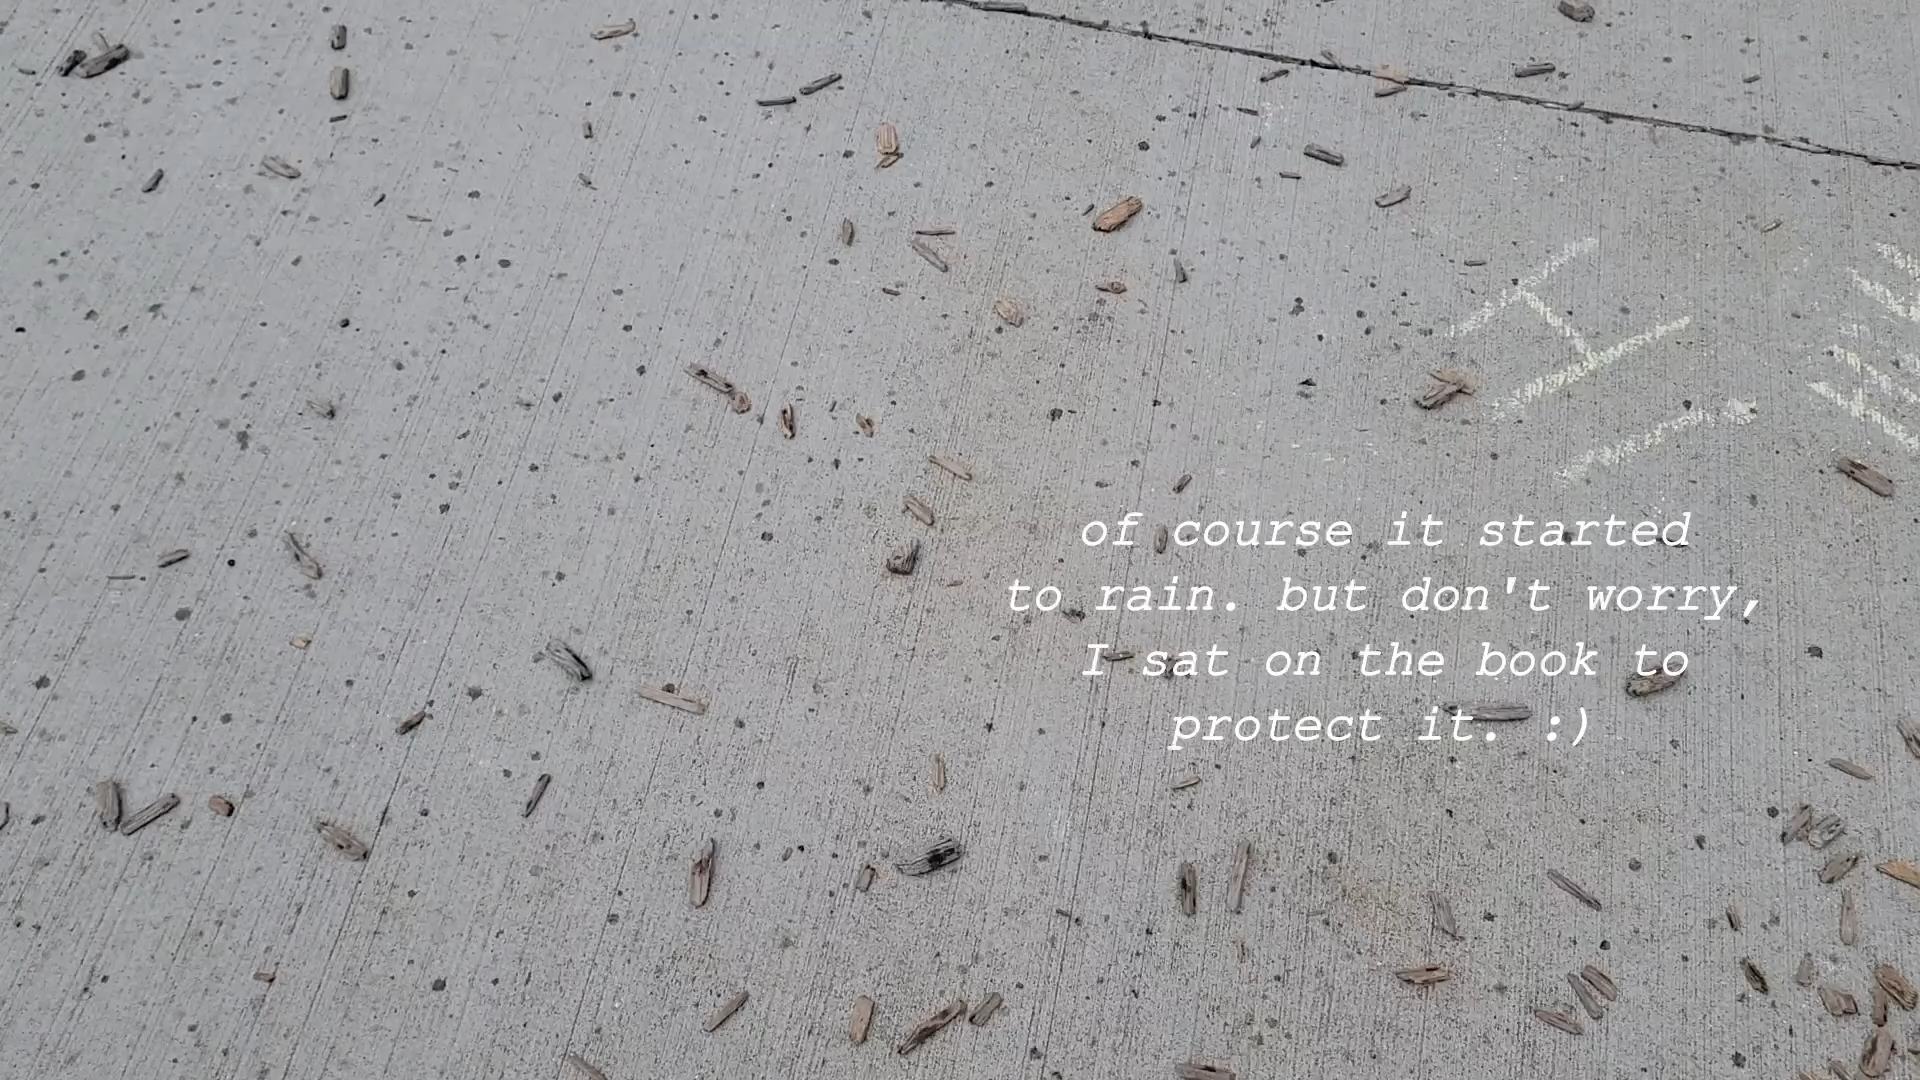 of course it started
to rain. but don't worry,
I sat on the book to
protect it. :)